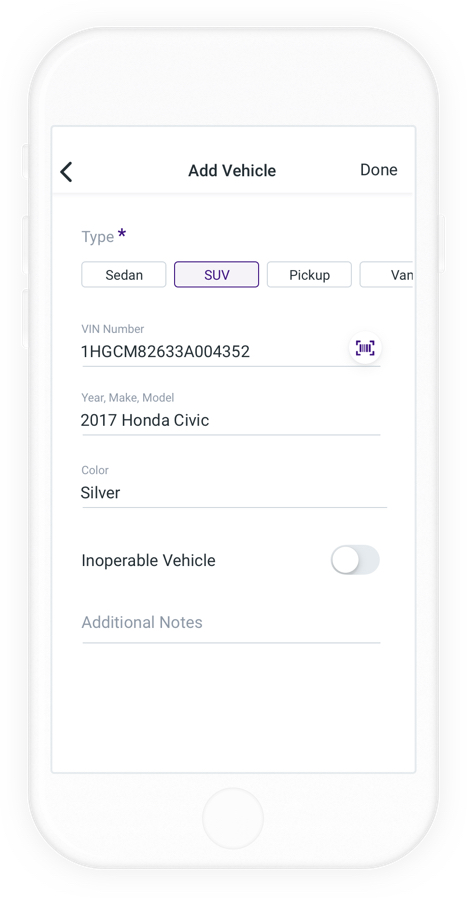 Add Vehicle Done
Type *
Sedan SUV Pickup Van
VIN Number
1HGCM82633A004352
Year, Make, Model
2017 Honda Civic
Color
Silver
Inoperable Vehicle
Additional Notes